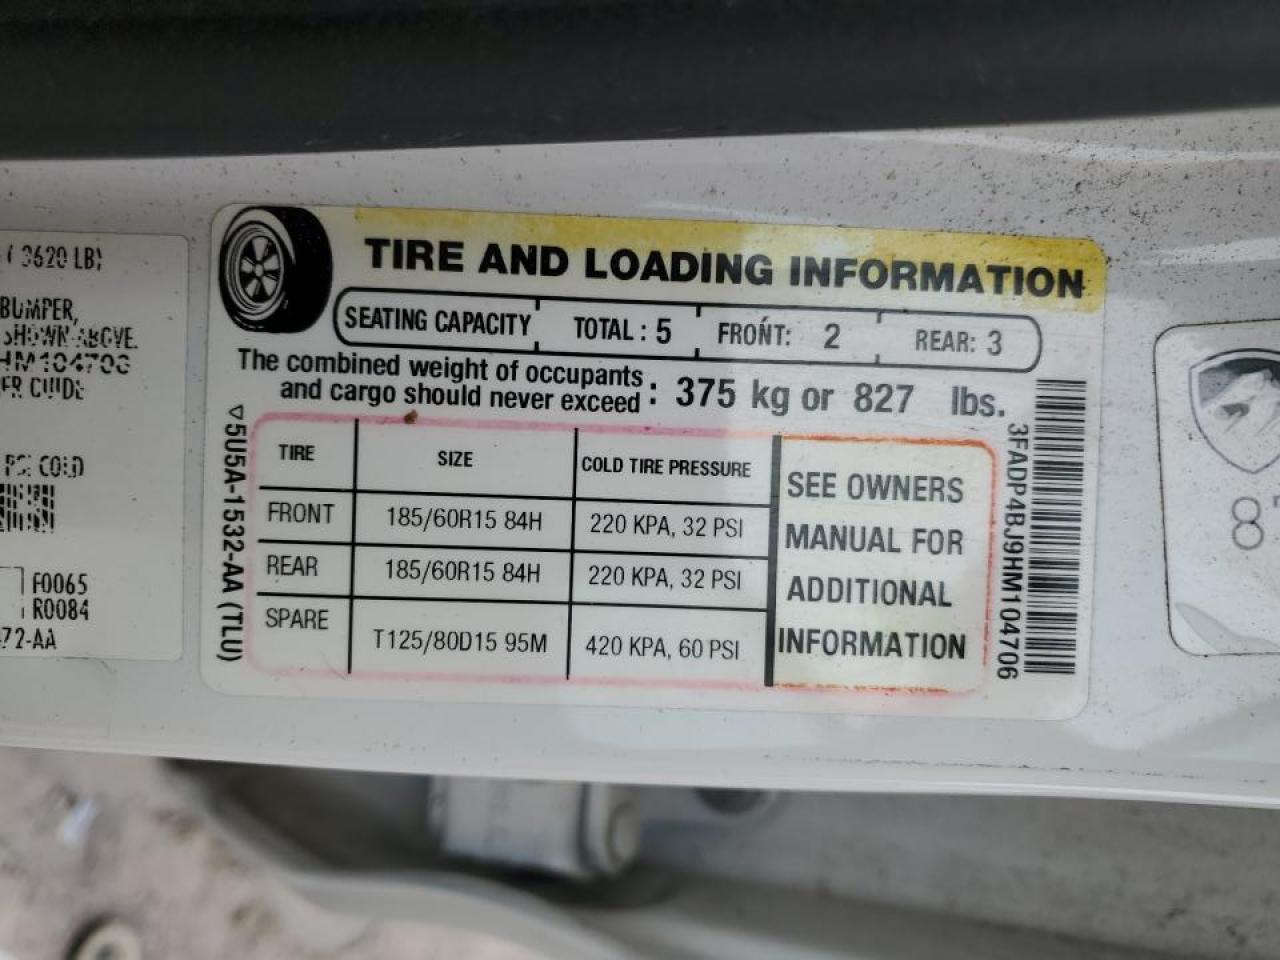 ( 3620 LB)
BUMPER,
SHOWN ABOVE.
HM104706
PSI COLD
F0065
R0084
72-AA
TIRE AND LOADING INFORMATION
SEATING CAPACITY TOTAL : 5 FRONT: 2 REAR: 3
The combined weight of occupants
and cargo should never exceed : 375 kg or 827 lbs.
▽5U5A-1532-AA (TLU)
TIRE SIZE COLD TIRE PRESSURE
FRONT 185/60R15 84H 220 KPA, 32 PSI
REAR 185/60R15 84H 220 KPA, 32 PSI
SPARE T125/80D15 95M 420 KPA, 60 PSI
SEE OWNERS
MANUAL FOR
ADDITIONAL
INFORMATION
3FADP4BJ9HM104706